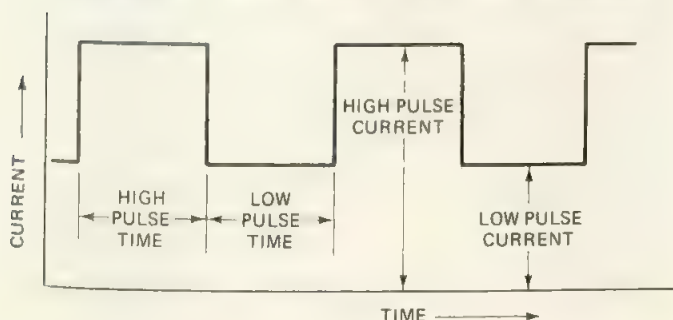 CURRENT
HIGH
PULSE
TIME
LOW
PULSE
TIME
HIGH PULSE
CURRENT
LOW PULSE
CURRENT
TIME